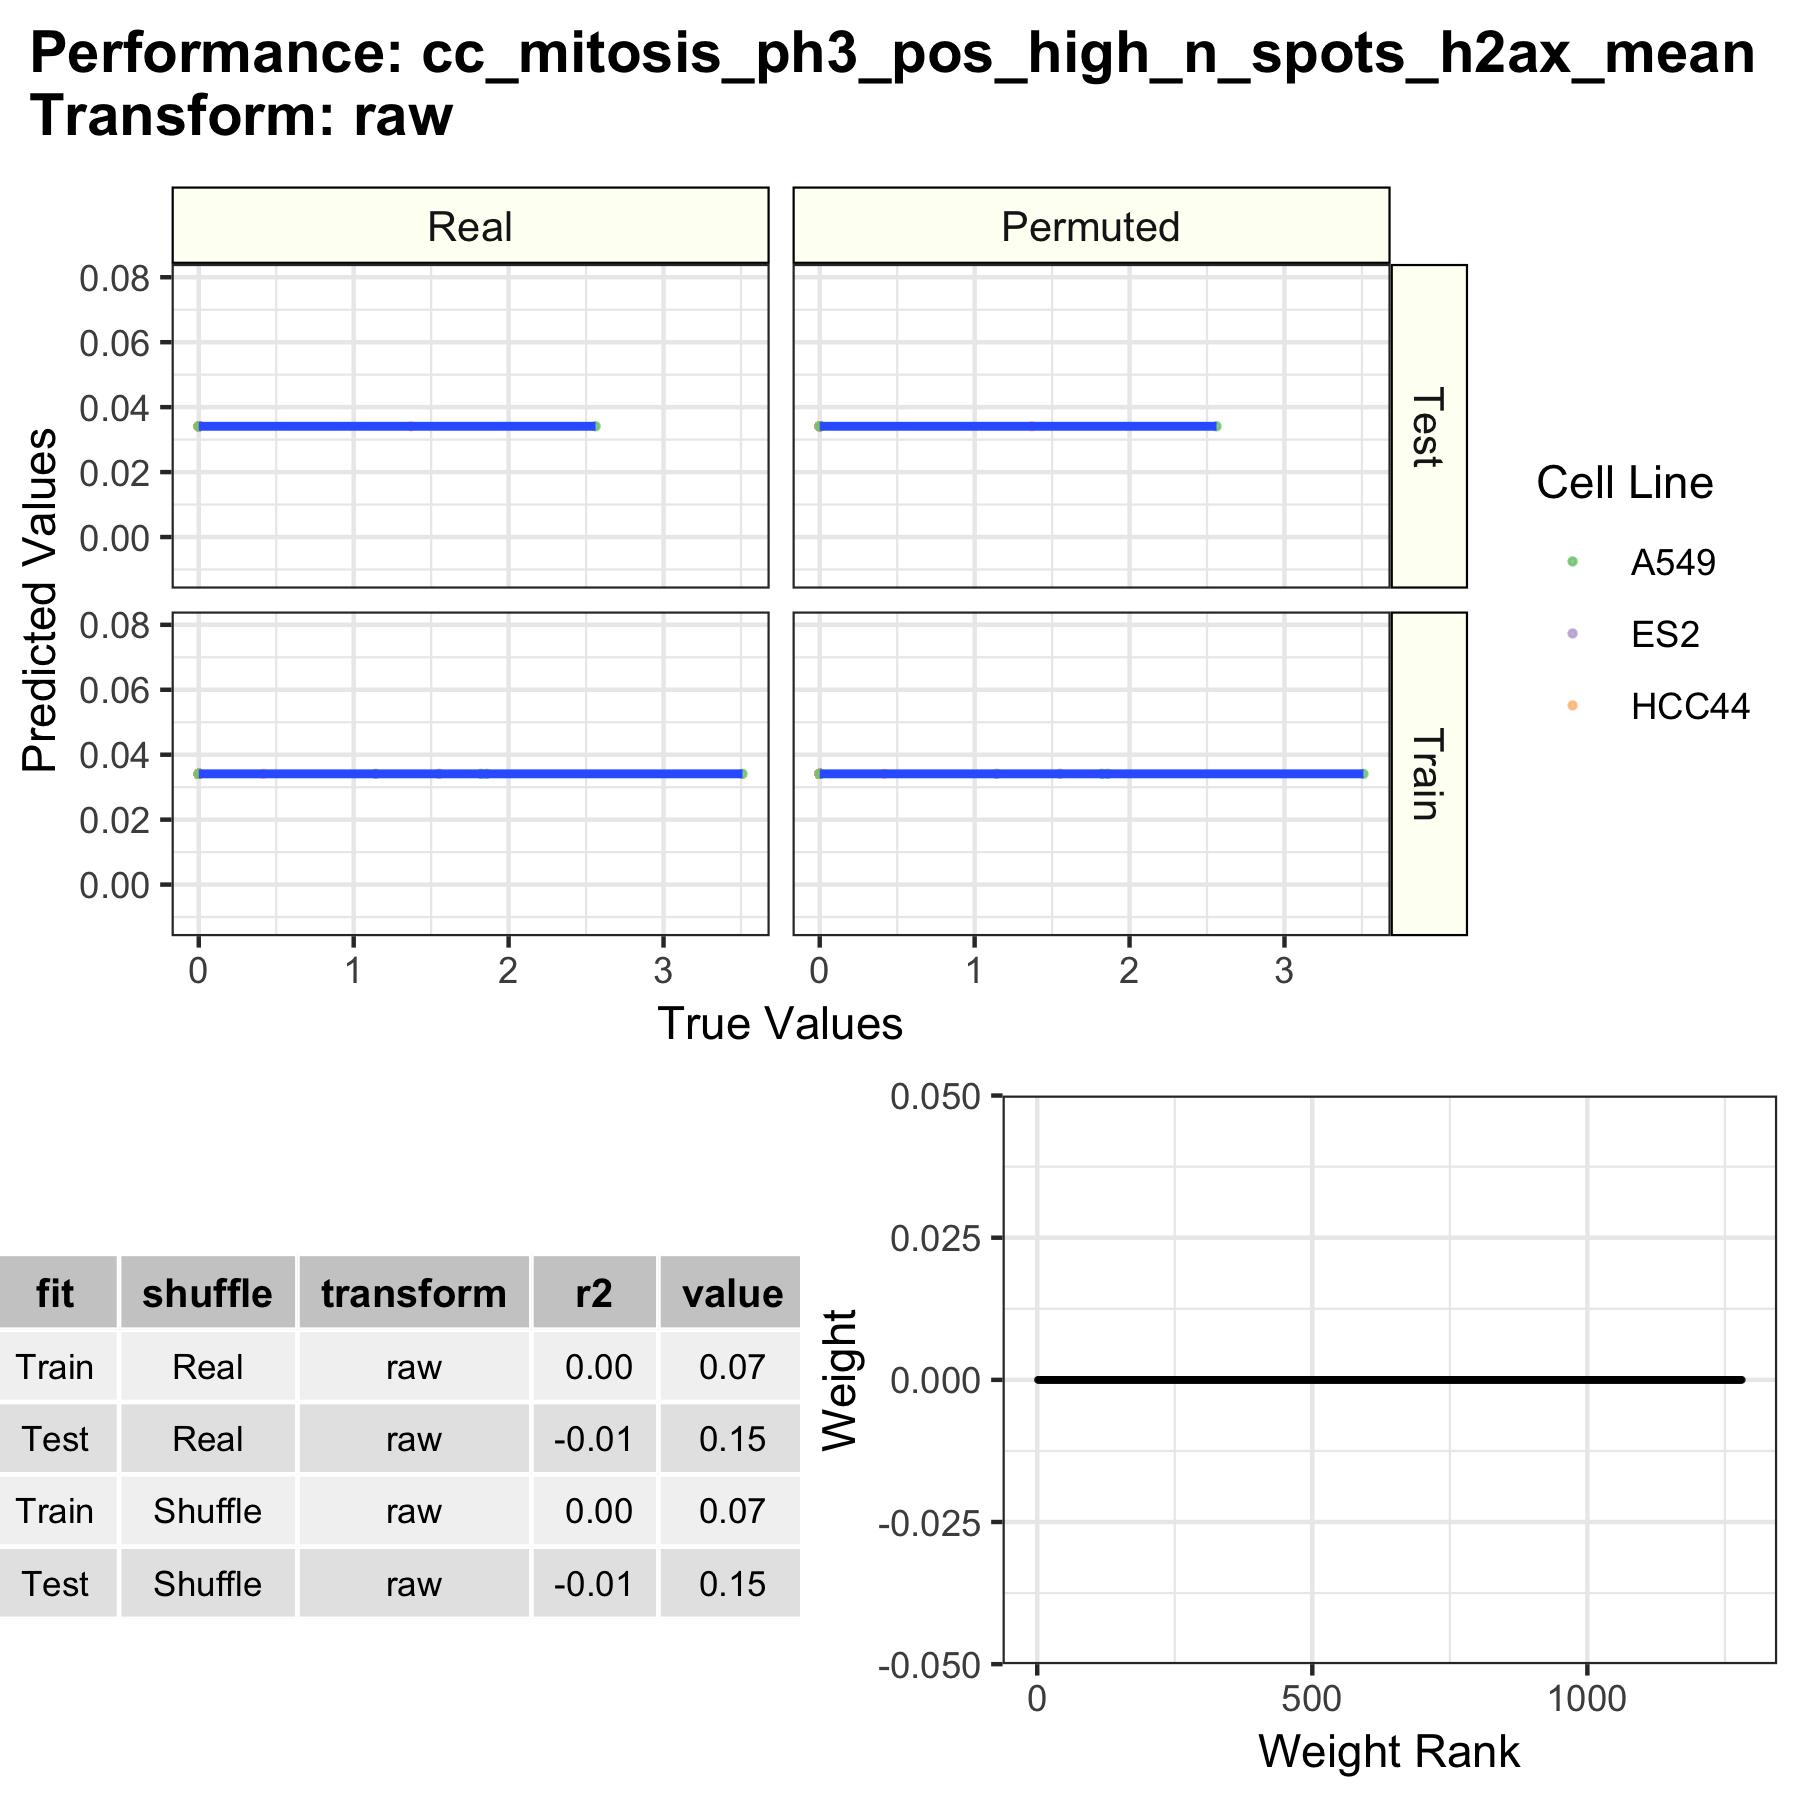 Performance: cc_mitosis_ph3_pos_high_n_spots_h2ax_mean
Transform: raw
Real
Permuted
0.08
0.06
0.04
0.02
0.00
Test
0.08
0.06
0.04
0.02
0.00
Train
Predicted Values
0 1 2 3
0 1 2 3
True Values
Cell Line
A549
ES2
HCC44
fit shuffle transform r2 value
Train Real raw 0.00 0.07
Test Real raw -0.01 0.15
Train Shuffle raw 0.00 0.07
Test Shuffle raw -0.01 0.15
Weight
0.050
0.025
0.000
-0.025
-0.050
0 500 1000
Weight Rank